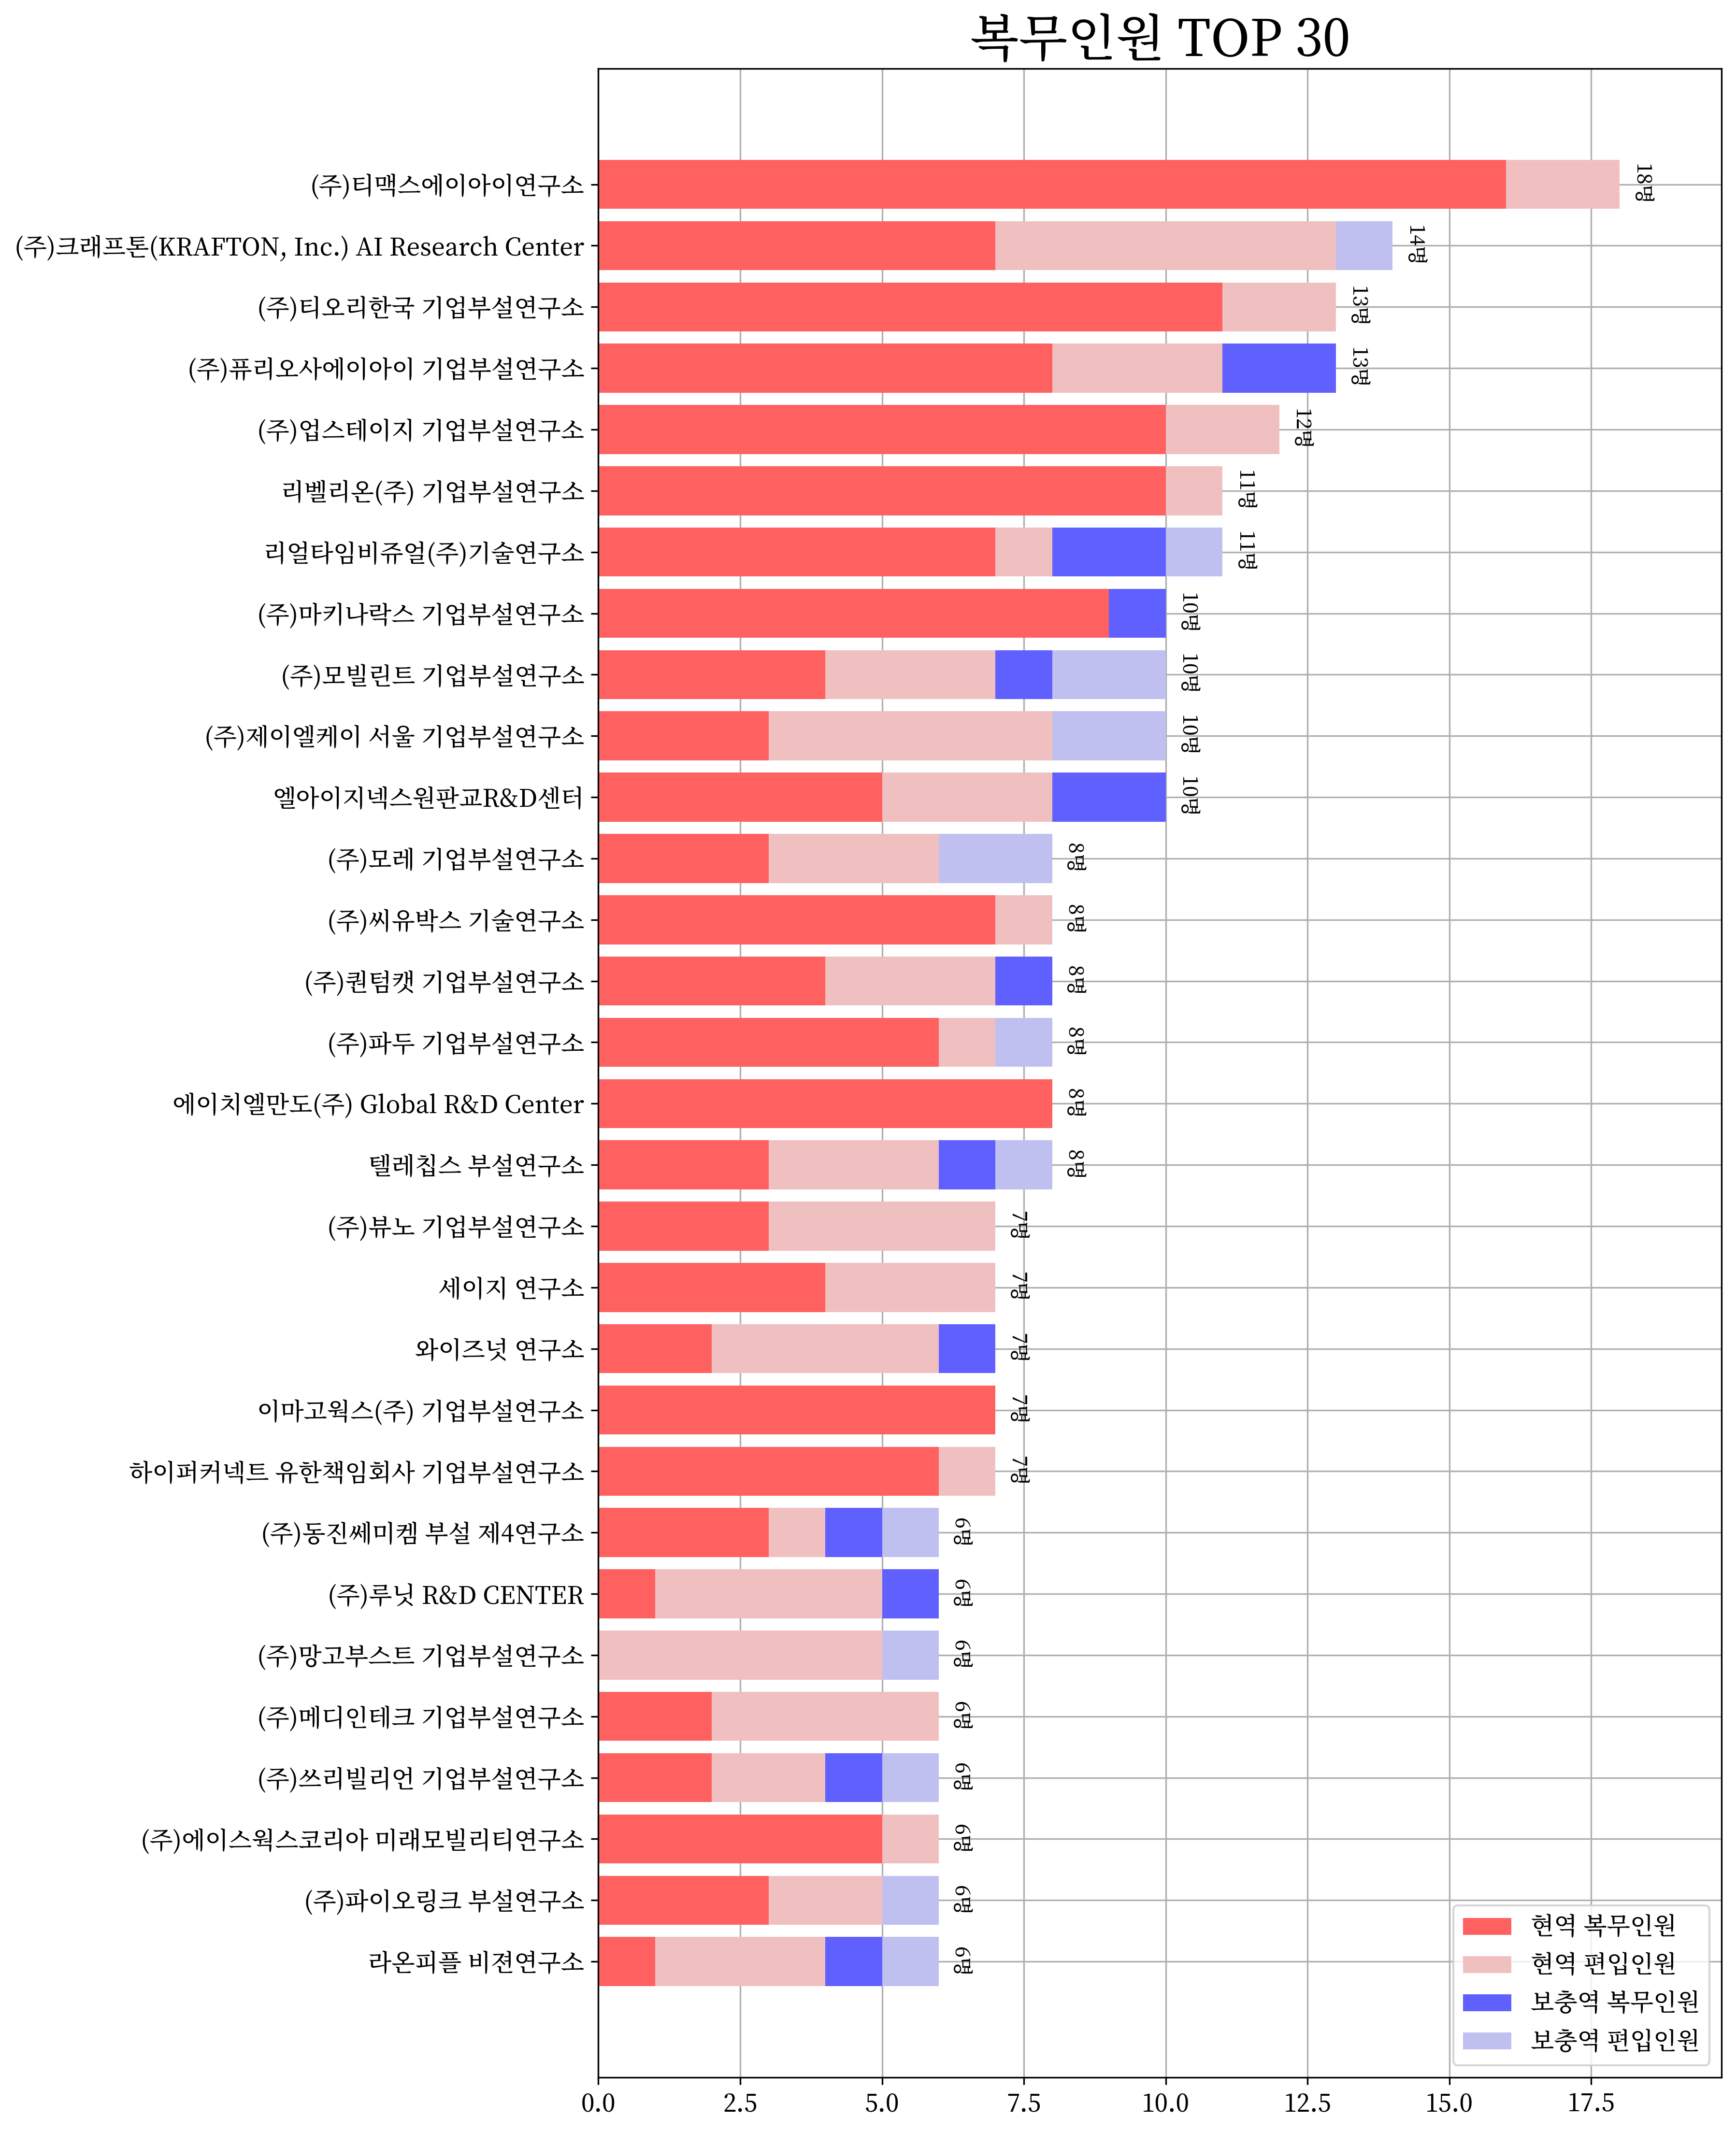 복무인원 TOP 30
(주)티맥스에이아이연구소
18명
(주)크래프톤(KRAFTON, Inc.) AI Research Center
14명
(주)티오리한국 기업부설연구소
13명
(주)퓨리오사에이아이 기업부설연구소
13명
(주)업스테이지 기업부설연구소
12명
리벨리온(주) 기업부설연구소
11명
리얼타임비쥬얼(주)기술연구소
11명
(주)마키나락스 기업부설연구소
10명
(주)모빌린트 기업부설연구소
10명
(주)제이엘케이 서울 기업부설연구소
10명
엘아이지넥스원판교R&D센터
10명
(주)모레 기업부설연구소
8명
(주)씨유박스 기술연구소
8명
(주)퀀텀캣 기업부설연구소
8명
(주)파두 기업부설연구소
8명
에이치엘만도(주) Global R&D Center
8명
텔레칩스 부설연구소
8명
(주)뷰노 기업부설연구소
7명
세이지 연구소
7명
와이즈넛 연구소
7명
이마고웍스(주) 기업부설연구소
7명
하이퍼커넥트 유한책임회사 기업부설연구소
7명
(주)동진쎄미켐 부설 제4연구소
6명
(주)루닛 R&D CENTER
6명
(주)망고부스트 기업부설연구소
6명
(주)메디인테크 기업부설연구소
6명
(주)쓰리빌리언 기업부설연구소
6명
(주)에이스웍스코리아 미래모빌리티연구소
6명
(주)파이오링크 부설연구소
6명
라온피플 비젼연구소
6명
현역 복무인원
현역 편입인원
보충역 복무인원
보충역 편입인원
0.0 2.5 5.0 7.5 10.0 12.5 15.0 17.5